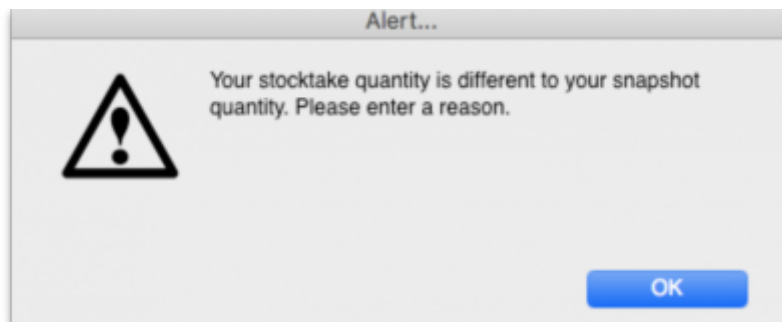 Alert...
Your stocktake quantity is different to your snapshot
quantity. Please enter a reason.
OK